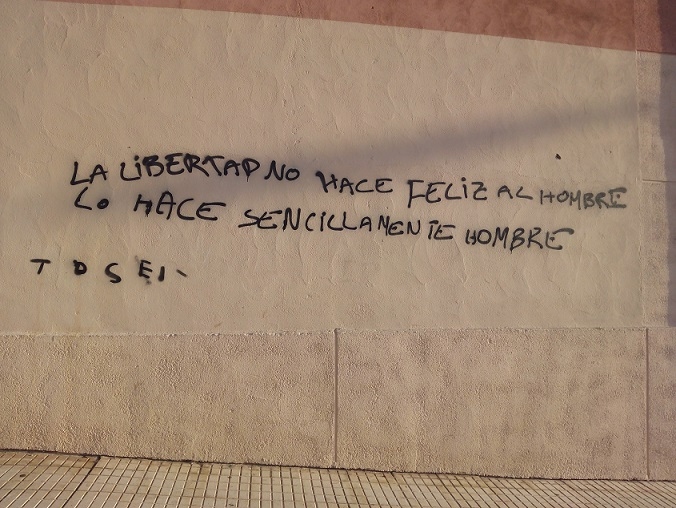 LA LiBERTAD NO HACE FELiZ AL HOMBRE
Lo HACE SENCILLAMENTE HOMBRE
T D S E I